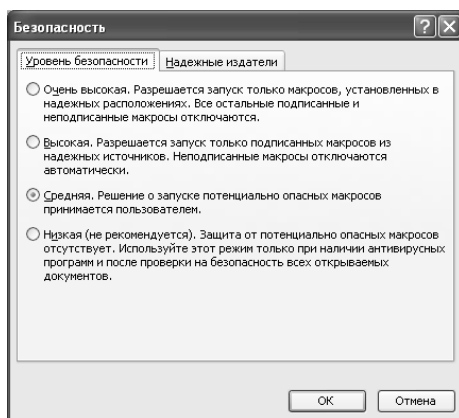 Безопасность
Уровень безопасности
Надежные издатели
Очень высокая. Разрешается запуск только макросов, установленных в
надежных расположениях. Все остальные подписанные и
неподписанные макросы отключаются.
Высокая. Разрешается запуск только подписанных макросов из
надежных источников. Неподписанные макросы отключаются
автоматически.
Средняя. Решение о запуске потенциально опасных макросов
принимается пользователем.
Низкая (не рекомендуется). Защита от потенциально опасных макросов
отсутствует. Используйте этот режим только при наличии антивирусных
программ и после проверки на безопасность всех открываемых
документов.
ОК
Отмена